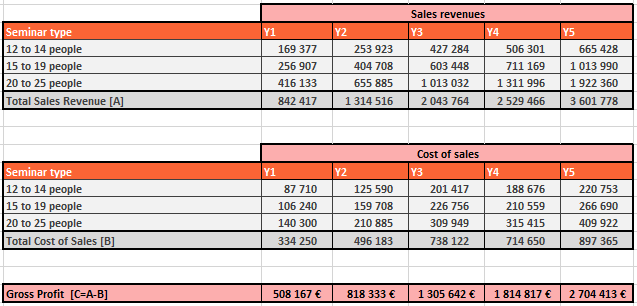 Sales revenues
Seminar type Y1 Y2 Y3 Y4 Y5
12 to 14 people 169 377 253 923 427 284 506 301 665 428
15 to 19 people 256 907 404 708 603 448 711 169 1 013 990
20 to 25 people 416 133 655 885 1 013 032 1 311 996 1 922 360
Total Sales Revenue [A] 842 417 1 314 516 2 043 764 2 529 466 3 601 778
Cost of sales
Seminar type Y1 Y2 Y3 Y4 Y5
12 to 14 people 87 710 125 590 201 417 188 676 220 753
15 to 19 people 106 240 159 708 226 756 210 559 266 690
20 to 25 people 140 300 210 885 309 949 315 415 409 922
Total Cost of Sales [B] 334 250 496 183 738 122 714 650 897 365
Gross Profit [C=A-B] 508 167 € 818 333 € 1 305 642 € 1 814 817 € 2 704 413 €